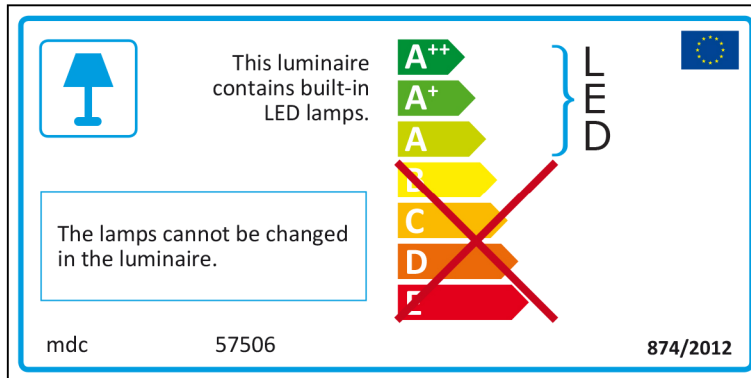 This luminaire
contains built-in
LED lamps.
A++
A+
A
B
C
D
E
L
E
D
The lamps cannot be changed
in the luminaire.
mdc 57506
874/2012